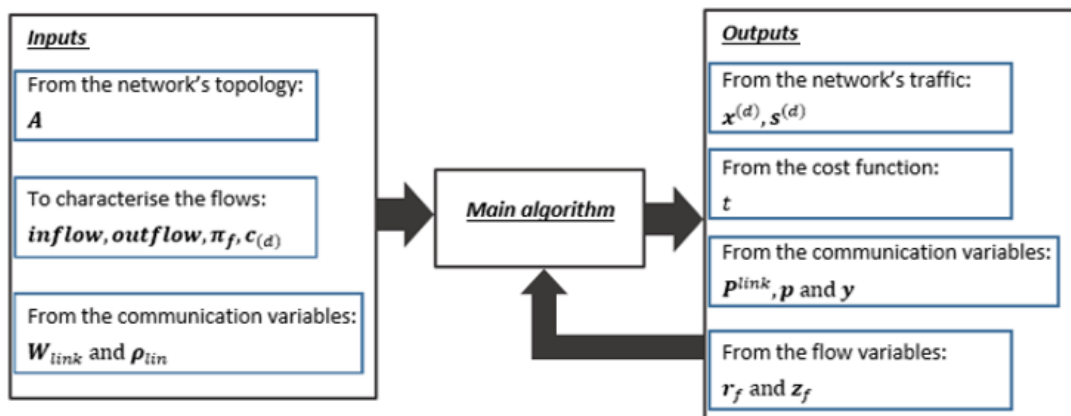 Inputs
From the network's topology:
A
To characterise the flows:
inflow, outflow, π_f, c_(d)
From the communication variables:
W_link and ρ_lin
Main algorithm
Outputs
From the network's traffic:
x^(d), s^(d)
From the cost function:
t
From the communication variables:
P^link, p and y
From the flow variables:
r_f and z_f